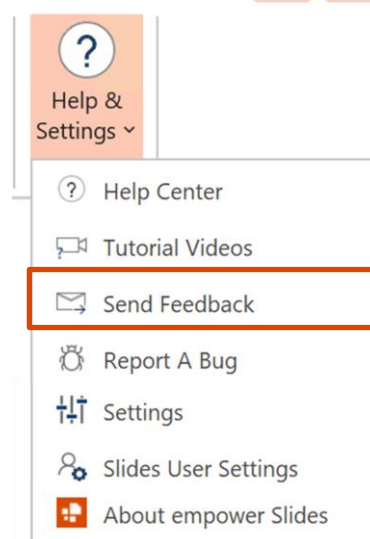 Help &
Settings
Help Center
Tutorial Videos
Send Feedback
Report A Bug
Settings
Slides User Settings
About empower Slides